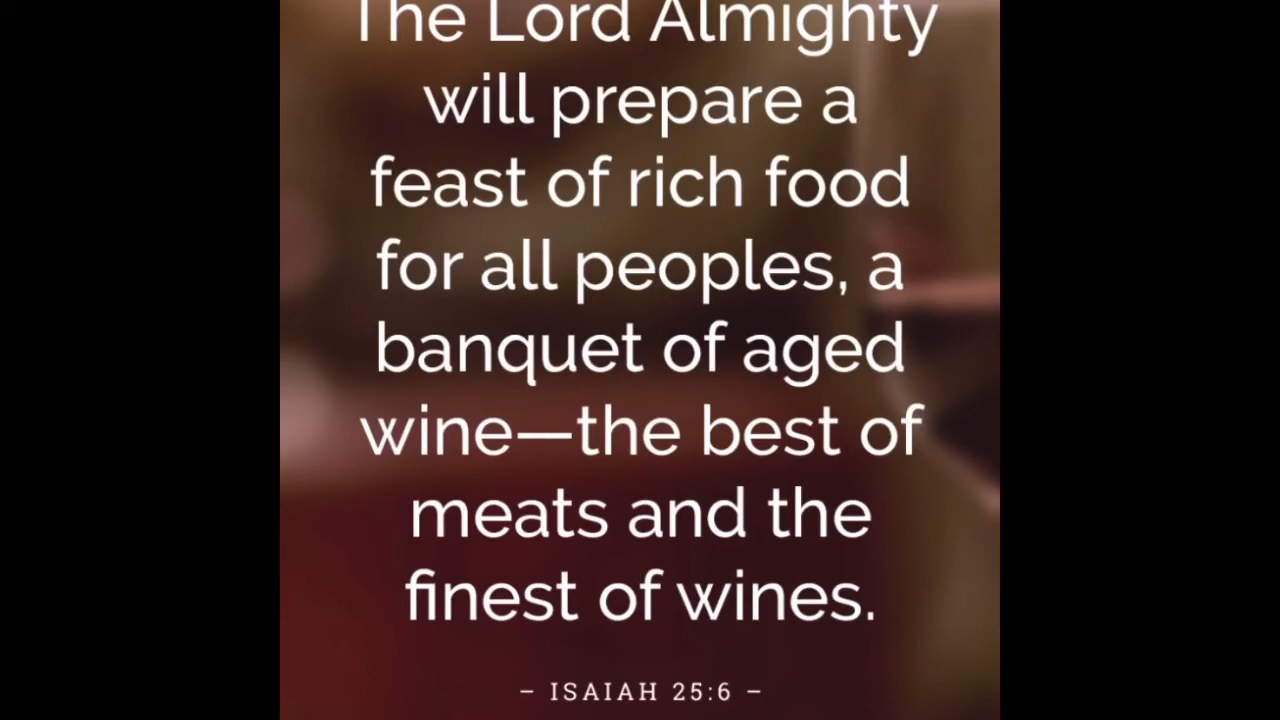 The Lord Almighty
will prepare a
feast of rich food
for all peoples, a
banquet of aged
wine—the best of
meats and the
finest of wines.
– ISAIAH 25:6 –